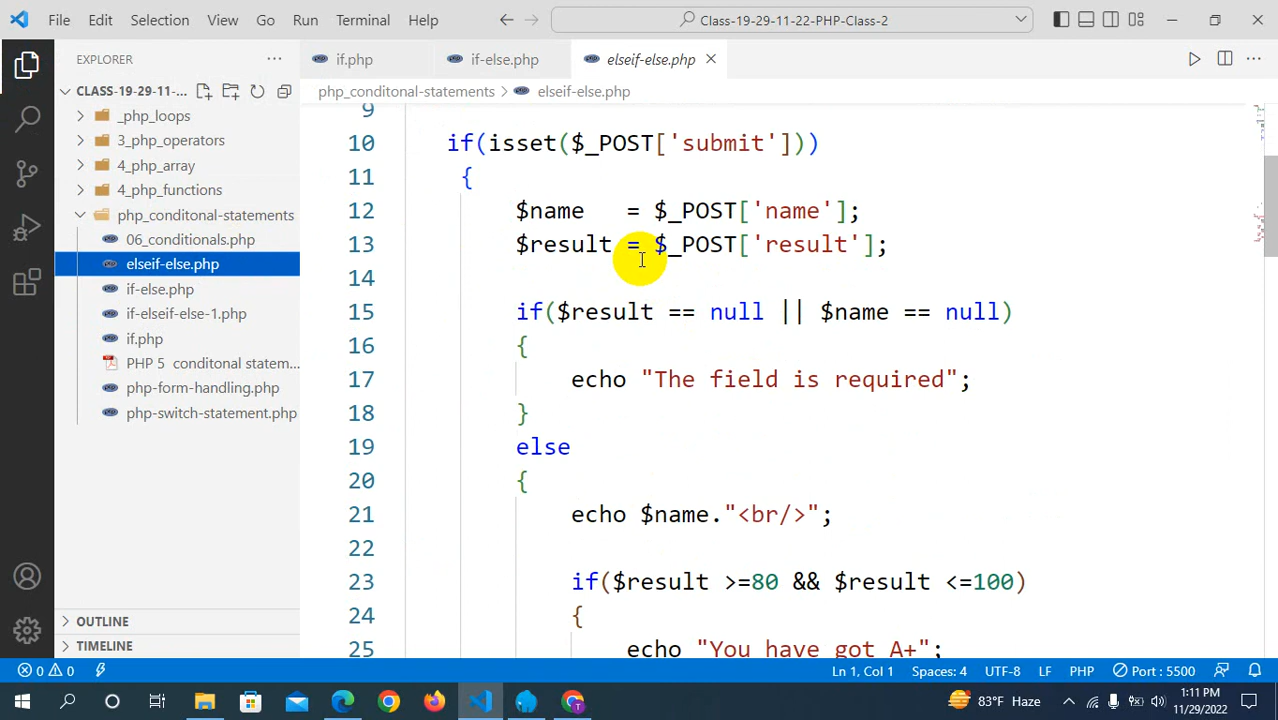 File Edit Selection View Go Run Terminal Help Class-19-29-11-22-PHP-Class-2
EXPLORER
CLASS-19-29-11-...
_php_loops
3_php_operators
4_php_array
4_php_functions
php_conditonal-statements
06_conditionals.php
elseif-else.php
if-else.php
if-elseif-else-1.php
if.php
PHP 5 conditonal statem...
php-form-handling.php
php-switch-statement.php
OUTLINE
TIMELINE
if.php if-else.php elseif-else.php
php_conditonal-statements > elseif-else.php
9
10 if(isset($_POST['submit']))
11 {
12 $name = $_POST['name'];
13 $result = $_POST['result'];
14
15 if($result == null || $name == null)
16 {
17 echo "The field is required";
18 }
19 else
20 {
21 echo $name."<br/>";
22
23 if($result >=80 && $result <=100)
24 {
25 echo "You have got A+";
0 0 Ln 1, Col 1 Spaces: 4 UTF-8 LF PHP Port : 5500
83°F Haze 1:11 PM
11/29/2022